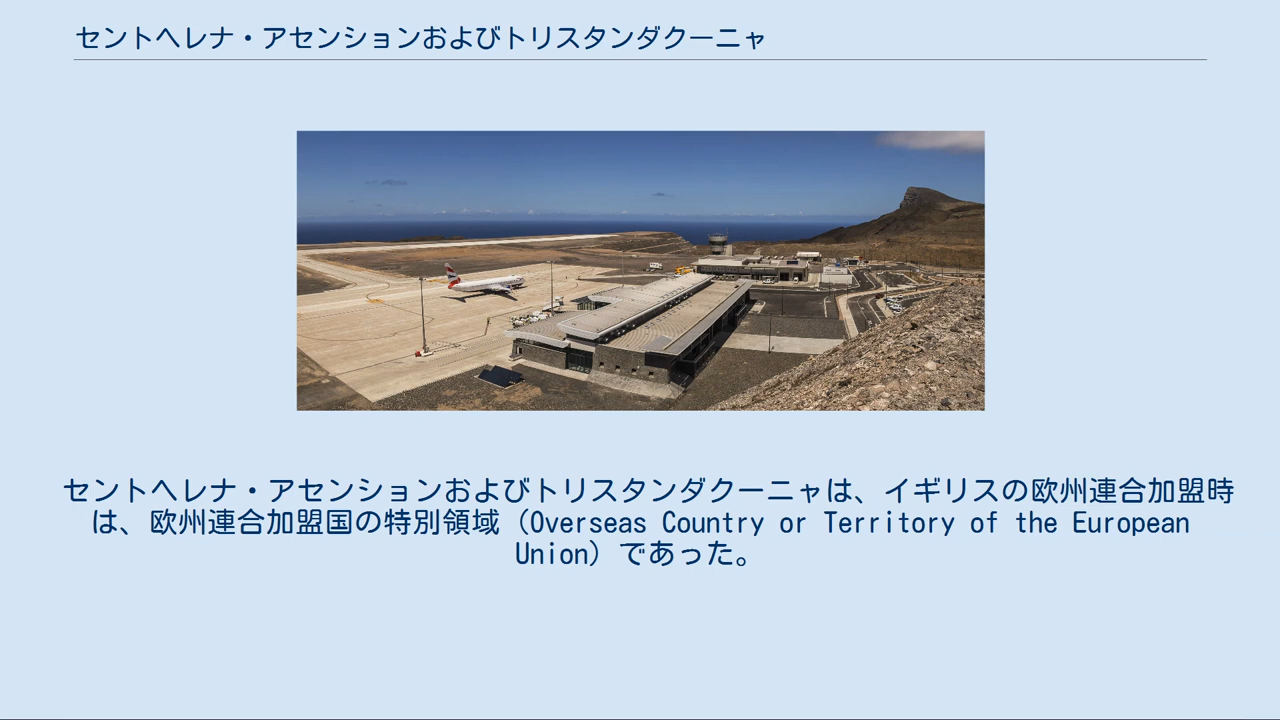 セントヘレナ・アセンションおよびトリスタンダクーニャ
セントヘレナ・アセンションおよびトリスタンダクーニャは、イギリスの欧州連合加盟時
は、欧州連合加盟国の特別領域（Overseas Country or Territory of the European
Union）であった。